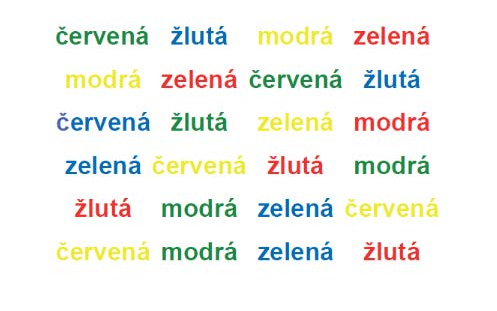 červená žlutá modrá zelená
modrá zelená červená žlutá
červená žlutá zelená modrá
zelená červená žlutá modrá
žlutá modrá zelená červená
červená modrá zelená žlutá